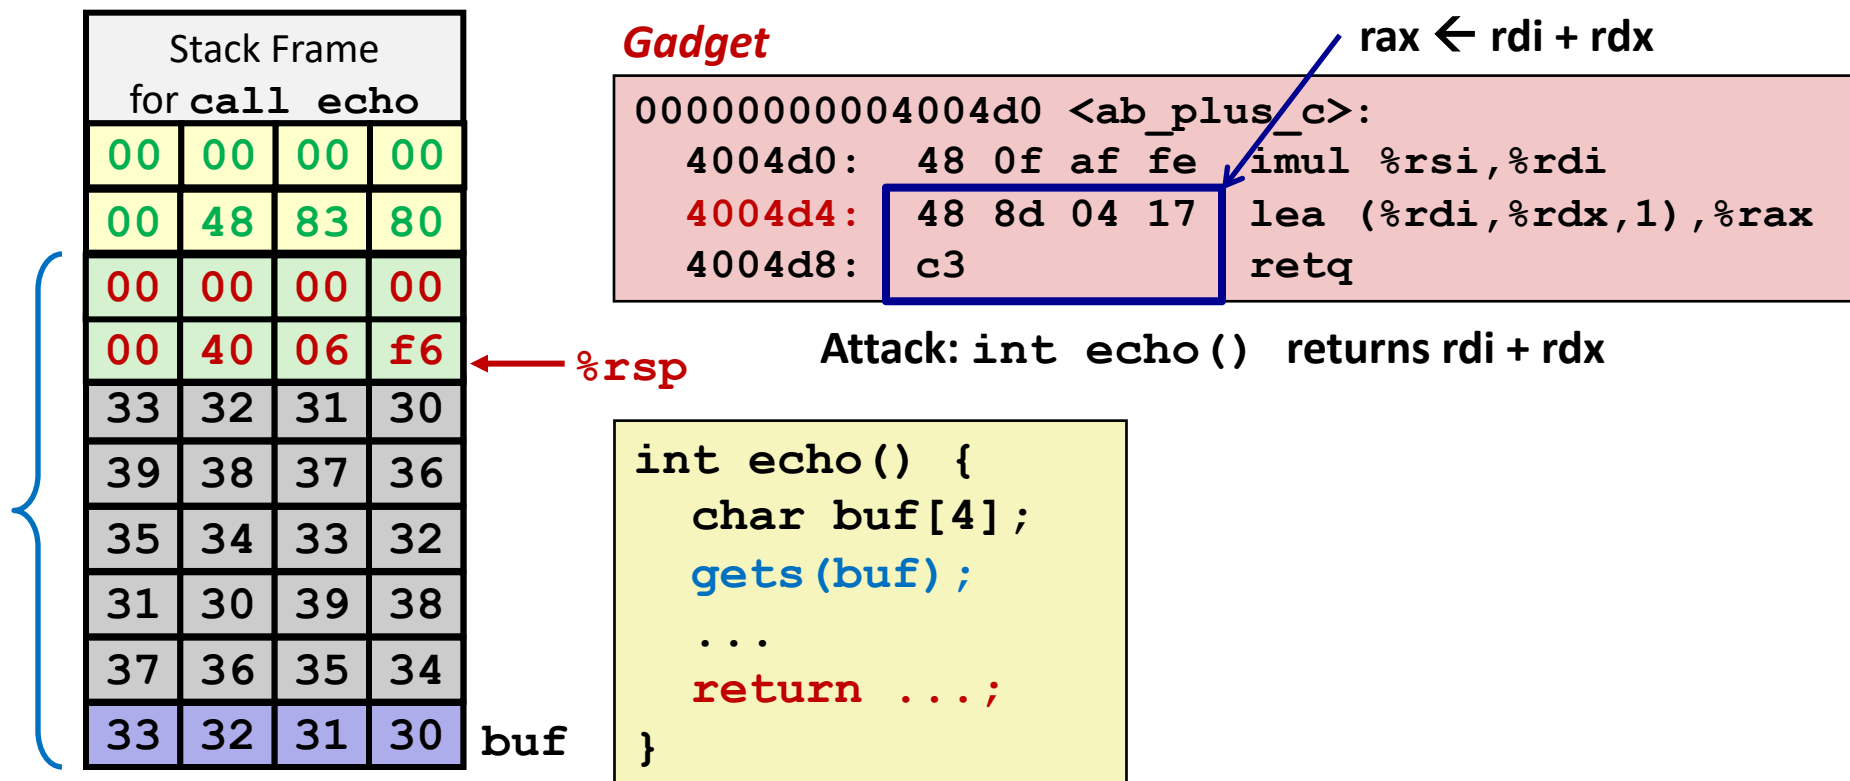 Stack Frame
for call echo
00 00 00 00
00 48 83 80
00 00 00 00
00 40 06 f6
%rsp
33 32 31 30
39 38 37 36
35 34 33 32
31 30 39 38
37 36 35 34
33 32 31 30
buf
Gadget
rax ← rdi + rdx
00000000004004d0 <ab_plus_c>:
4004d0: 48 0f af fe imul %rsi,%rdi
4004d4: 48 8d 04 17 lea (%rdi,%rdx,1),%rax
4004d8: c3 retq
Attack: int echo() returns rdi + rdx
int echo() {
char buf[4];
gets(buf);
...
return ...;
}